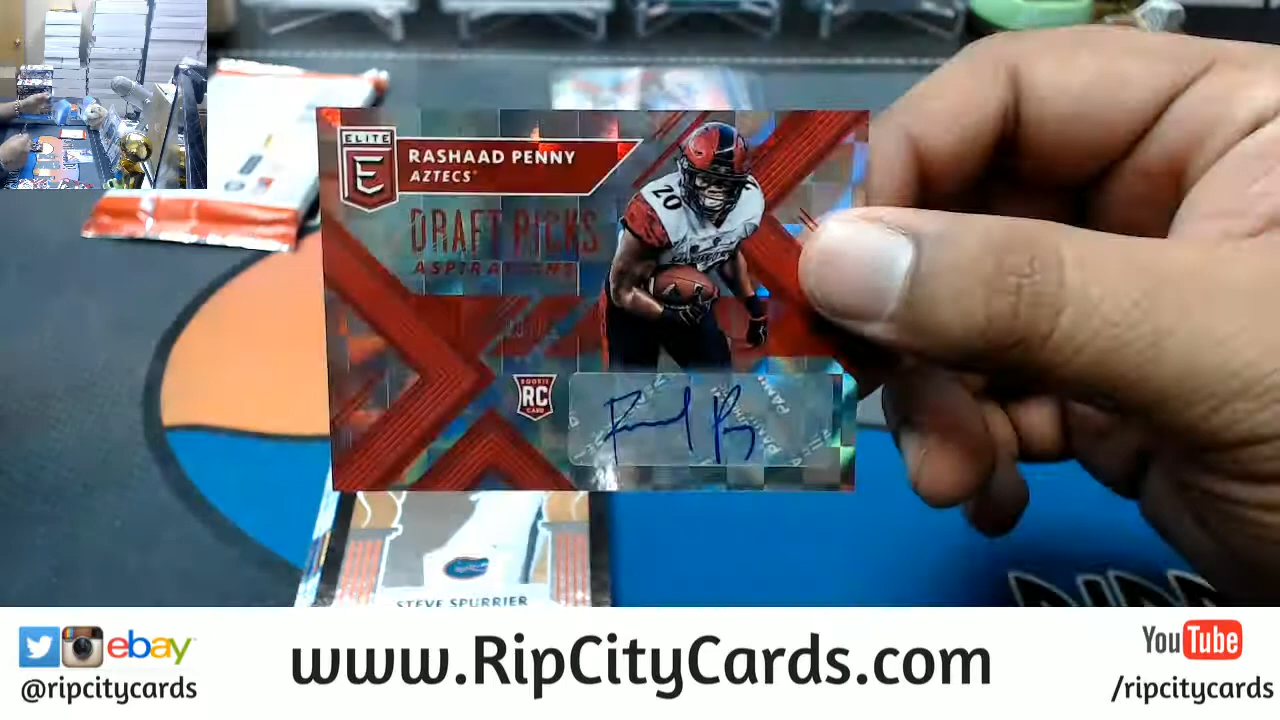 ELITE
E
RASHAAD PENNY
AZTECS
DRAFT PICKS
ASPIRATIONS
20
ROOKIE
RC
CARD
STEVE SPURRIER
ebay
@ripcitycards
www.RipCityCards.com
YouTube
/ripcitycards